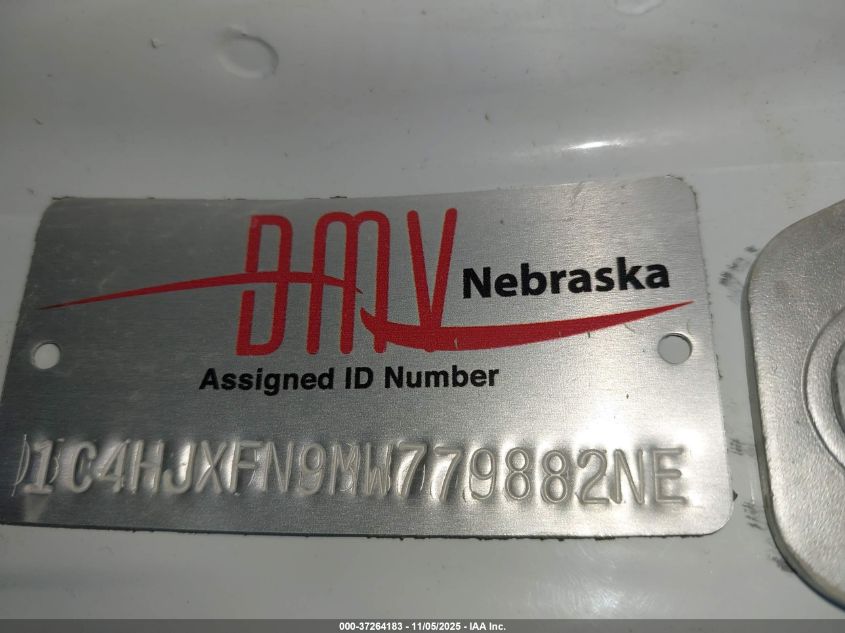 DMV Nebraska
Assigned ID Number
1C4HJXFN9MW779882NE
000-37264183 - 11/05/2025 - IAA Inc.